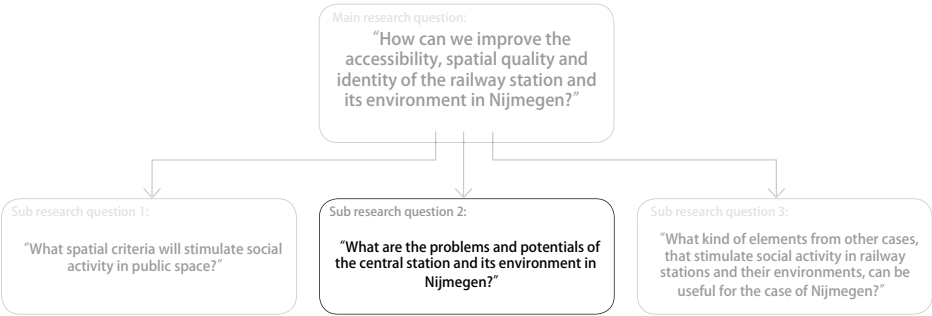 Main research question:
“How can we improve the
accessibility, spatial quality and
identity of the railway station and
its environment in Nijmegen?”
Sub research question 1:
“What spatial criteria will stimulate social
activity in public space?”
Sub research question 2:
“What are the problems and potentials of
the central station and its environment in
Nijmegen?”
Sub research question 3:
“What kind of elements from other cases,
that stimulate social activity in railway
stations and their environments, can be
useful for the case of Nijmegen?”